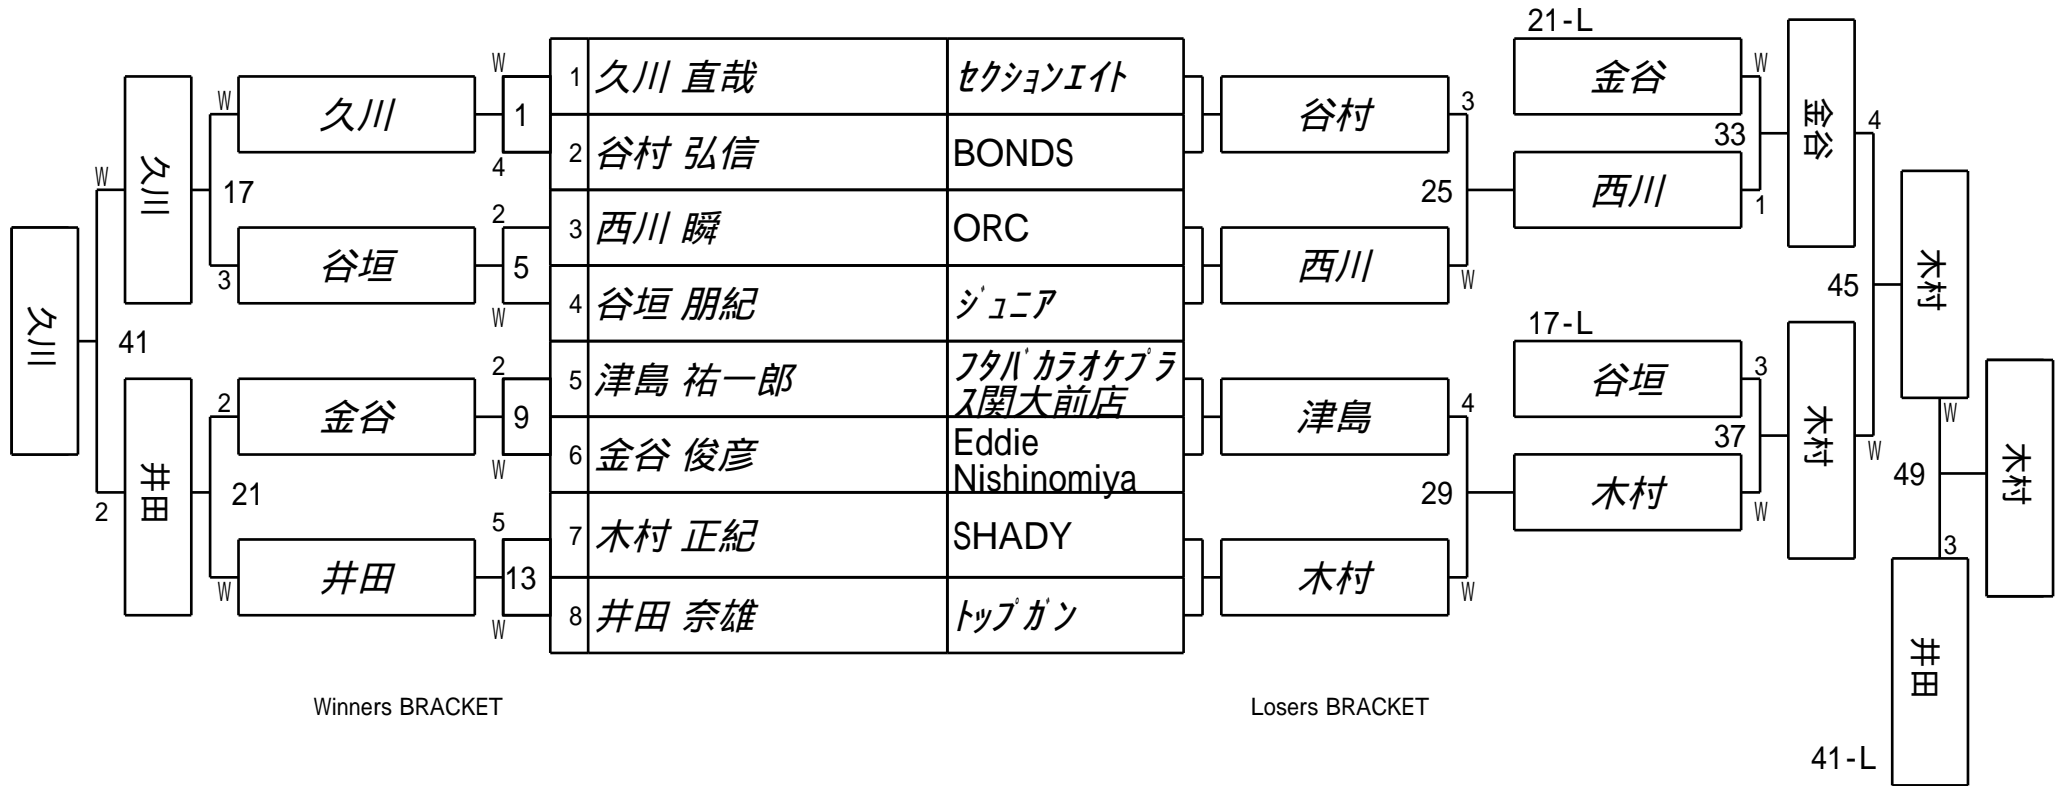 久川
W
41
2
久川
井田
W
17
3
2
21
W
久川
谷垣
金谷
井田
W
1
4
2
5
W
2
9
W
5
13
W
1 久川 直哉 セクションエイト
2 谷村 弘信 BONDS
3 西川 瞬 ORC
4 谷垣 朋紀 ジュニア
5 津島 祐一郎 フタバカラオケプラ
ス関大前店
6 金谷 俊彦 Eddie
Nishinomiya
7 木村 正紀 SHADY
8 井田 奈雄 トップガン
谷村
西川
津島
木村
3
25
W
4
29
W
21-L
金谷
西川
17-L
谷垣
木村
W
33
1
3
37
W
金谷
木村
4
45
W
木村
W
49
3
井田
41-L
木村
Winners BRACKET
Losers BRACKET